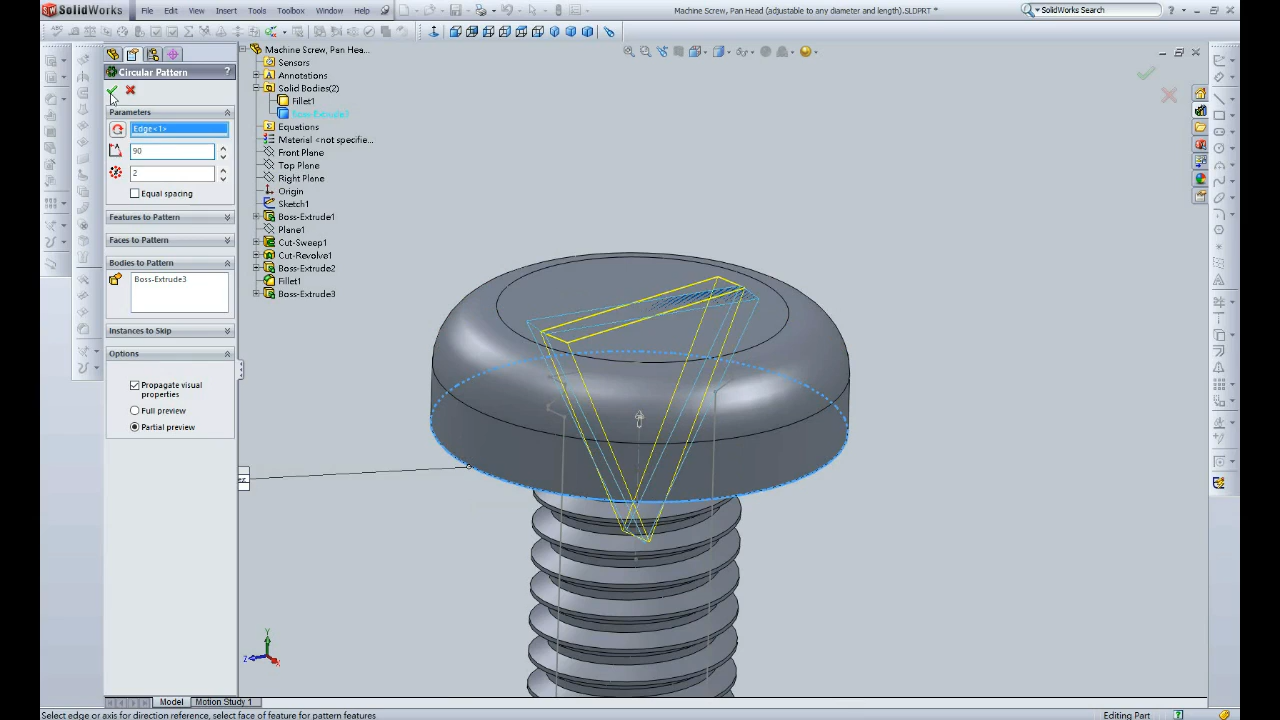 SolidWorks
File
Edit
View
Insert
Tools
Toolbox
Window
Help
Machine Screw, Pan Head (adjustable to any diameter and length).SLDPRT *
SolidWorks Search
Circular Pattern
?
Parameters
Edge<1>
90
2
Equal spacing
Features to Pattern
Faces to Pattern
Bodies to Pattern
Boss-Extrude3
Instances to Skip
Options
Propagate visual
properties
Full preview
Partial preview
Machine Screw, Pan Hea...
Sensors
Annotations
Solid Bodies(2)
Fillet1
Boss-Extrude3
Equations
Material <not specifie...
Front Plane
Top Plane
Right Plane
Origin
Sketch1
Boss-Extrude1
Plane1
Cut-Sweep1
Cut-Revolve1
Boss-Extrude2
Fillet1
Boss-Extrude3
Y
Z
X
Model
Motion Study 1
Select edge or axis for direction reference, select face of feature for pattern features
Editing Part